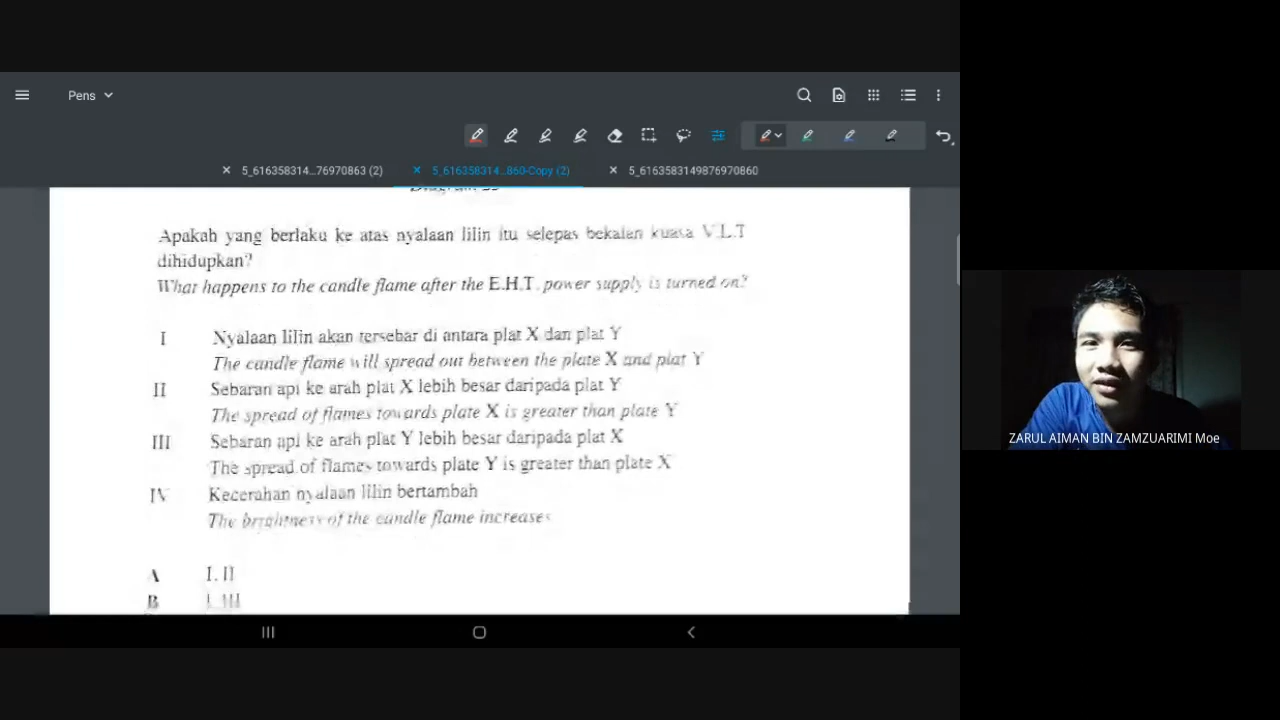 Pens
5_616358314...76970863 (2)
5_616358314...860-Copy (2)
5_6163583149876970860
Apakah yang berlaku ke atas nyalaan lilin itu selepas bekalan kuasa V.L.T
dihidupkan?
What happens to the candle flame after the E.H.T. power supply is turned on?
I Nyalaan lilin akan tersebar di antara plat X dan plat Y
The candle flame will spread out between the plate X and plat Y
II Sebaran api ke arah plat X lebih besar daripada plat Y
The spread of flames towards plate X is greater than plate Y
III Sebaran api ke arah plat Y lebih besar daripada plat X
The spread of flames towards plate Y is greater than plate X
IV Kecerahan nyalaan lilin bertambah
The brightness of the candle flame increases
A I. II
B I. III
ZARUL AIMAN BIN ZAMZUARIMI Moe